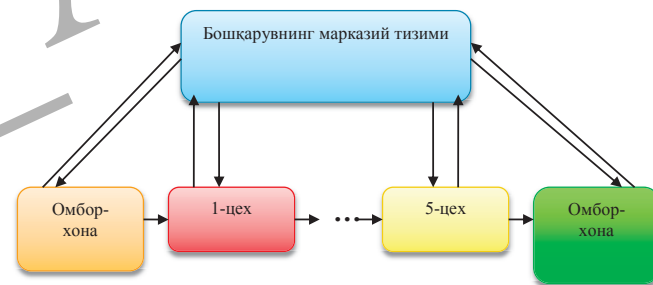 Бошқарувнинг марказий тизими
Омбор-
хона
1-цех
...
5-цех
Омбор-
хона